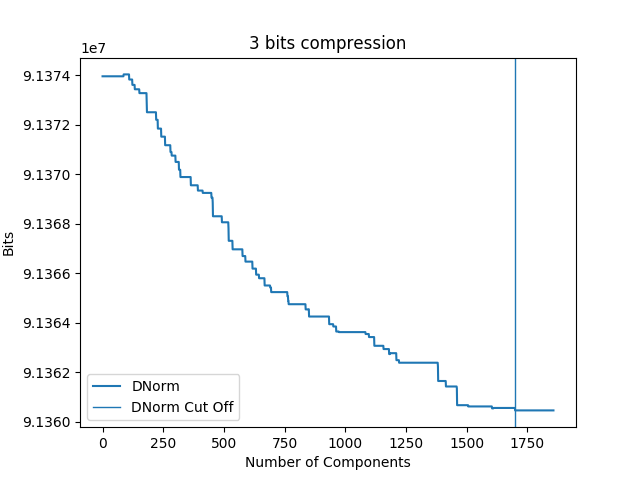 3 bits compression
1e7
9.1374
9.1372
9.1370
9.1368
9.1366
9.1364
9.1362
9.1360
Bits
DNorm
DNorm Cut Off
0 250 500 750 1000 1250 1500 1750
Number of Components